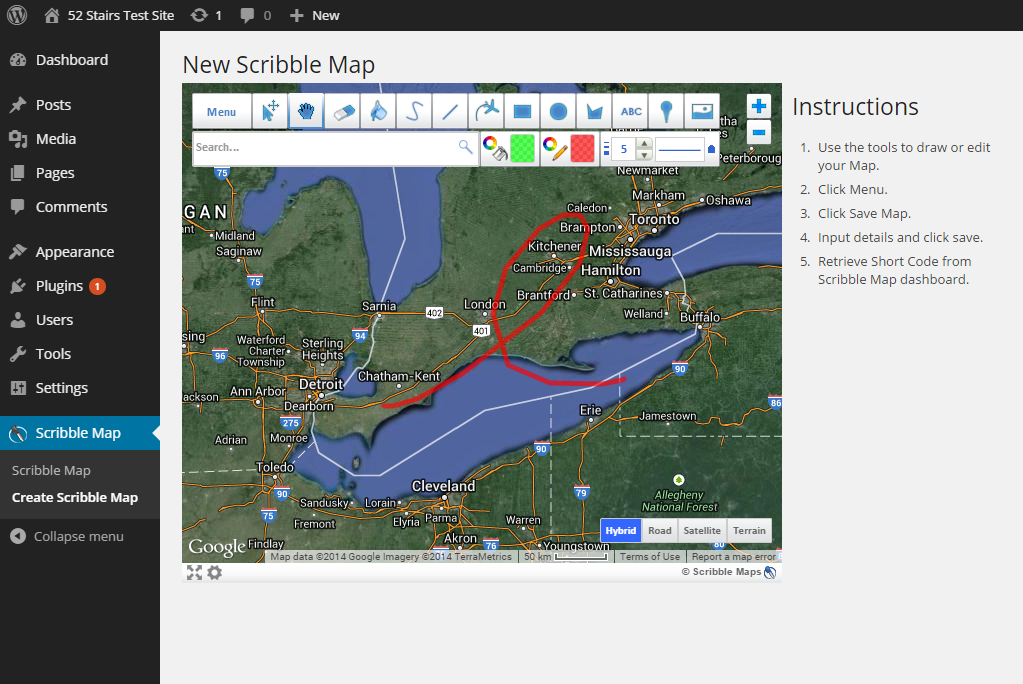 52 Stairs Test Site 1 0 New
Dashboard
Posts
Media
Pages
Comments
Appearance
Plugins 1
Users
Tools
Settings
Scribble Map
Scribble Map
Create Scribble Map
Collapse menu
New Scribble Map
Menu
ABC
Search...
5
Peterboroug
75
Newmarket
Markham
Oshawa
Caledon
Toronto
GAN
Brampton
Midland
Saginaw
Kitchener
Mississauga
Cambridge
Hamilton
75
Brantford
St. Catharines
Flint
Sarnia
London
402
Welland
Buffalo
401
94
Waterford
Charter
Township
Sterling
Heights
96
Chatham-Kent
90
Detroit
Ann Arbor
Dearborn
86
Erie
Jamestown
275
Adrian
Monroe
90
Toledo
Cleveland
90
79
Allegheny
National Forest
Sandusky
Lorain
75
Fremont
Elyria
Parma
Warren
Akron
76
Youngstown
80
Hybrid Road Satellite Terrain
Google
Findlay
Map data ©2014 Google Imagery ©2014 TerraMetrics 50 km Terms of Use Report a map error
© Scribble Maps
Instructions
1. Use the tools to draw or edit
your Map.
2. Click Menu.
3. Click Save Map.
4. Input details and click save.
5. Retrieve Short Code from
Scribble Map dashboard.